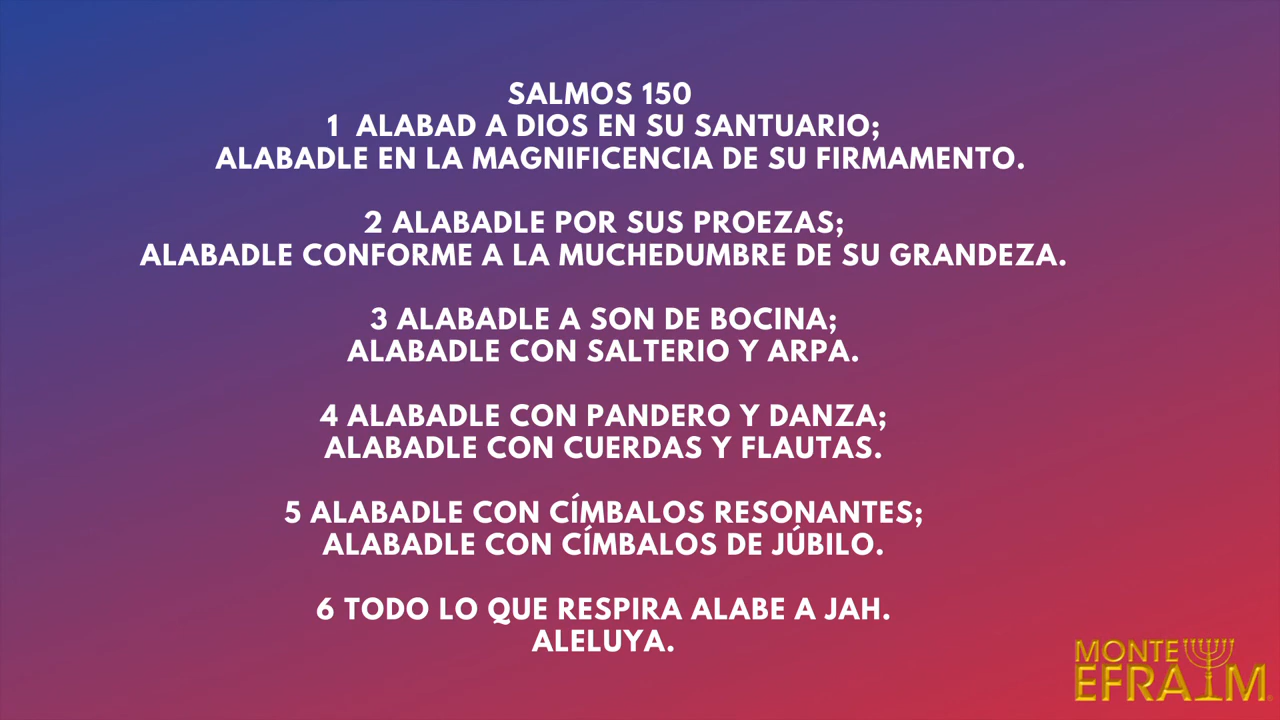 SALMOS 150
1 ALABAD A DIOS EN SU SANTUARIO;
ALABADLE EN LA MAGNIFICENCIA DE SU FIRMAMENTO.
2 ALABADLE POR SUS PROEZAS;
ALABADLE CONFORME A LA MUCHEDUMBRE DE SU GRANDEZA.
3 ALABADLE A SON DE BOCINA;
ALABADLE CON SALTERIO Y ARPA.
4 ALABADLE CON PANDERO Y DANZA;
ALABADLE CON CUERDAS Y FLAUTAS.
5 ALABADLE CON CÍMBALOS RESONANTES;
ALABADLE CON CÍMBALOS DE JÚBILO.
6 TODO LO QUE RESPIRA ALABE A JAH.
ALELUYA.
MONTE
EFRAIM